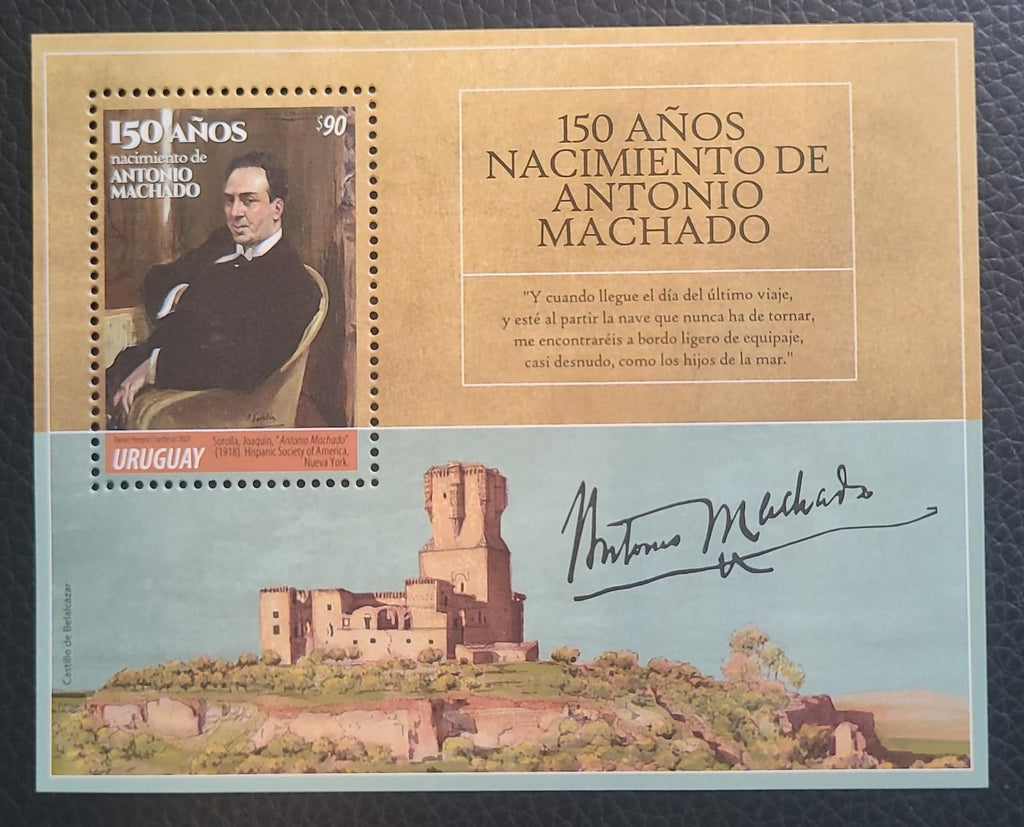 150 AÑOS
nacimiento de
ANTONIO
MACHADO
$90
J. Sorolla
URUGUAY
Sorolla, Joaquín, "Antonio Machado"
(1918). Hispanic Society of America,
Nueva York.
150 AÑOS
NACIMIENTO DE
ANTONIO
MACHADO
"Y cuando llegue el día del último viaje,
y esté al partir la nave que nunca ha de tornar,
me encontraréis a bordo ligero de equipaje,
casi desnudo, como los hijos de la mar."
Antonio Machado
Castillo de Belalcázar